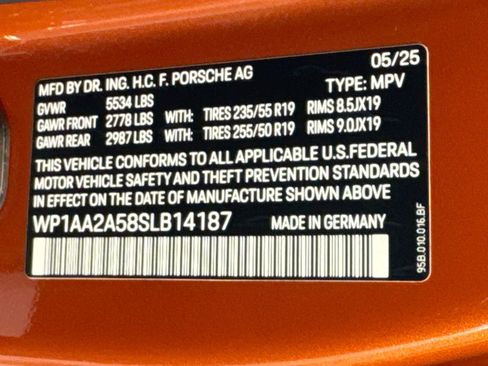 05/25
MFD BY DR. ING. H.C. F. PORSCHE AG
GVWR 5534 LBS TYPE: MPV
GAWR FRONT 2778 LBS WITH: TIRES 235/55 R19 RIMS 8.5JX19
GAWR REAR 2987 LBS WITH: TIRES 255/50 R19 RIMS 9.0JX19
THIS VEHICLE CONFORMS TO ALL APPLICABLE U.S.FEDERAL
MOTOR VEHICLE SAFETY AND THEFT PREVENTION STANDARDS
IN EFFECT ON THE DATE OF MANUFACTURE SHOWN ABOVE
WP1AA2A58SLB14187 MADE IN GERMANY
95B.010.016.BF